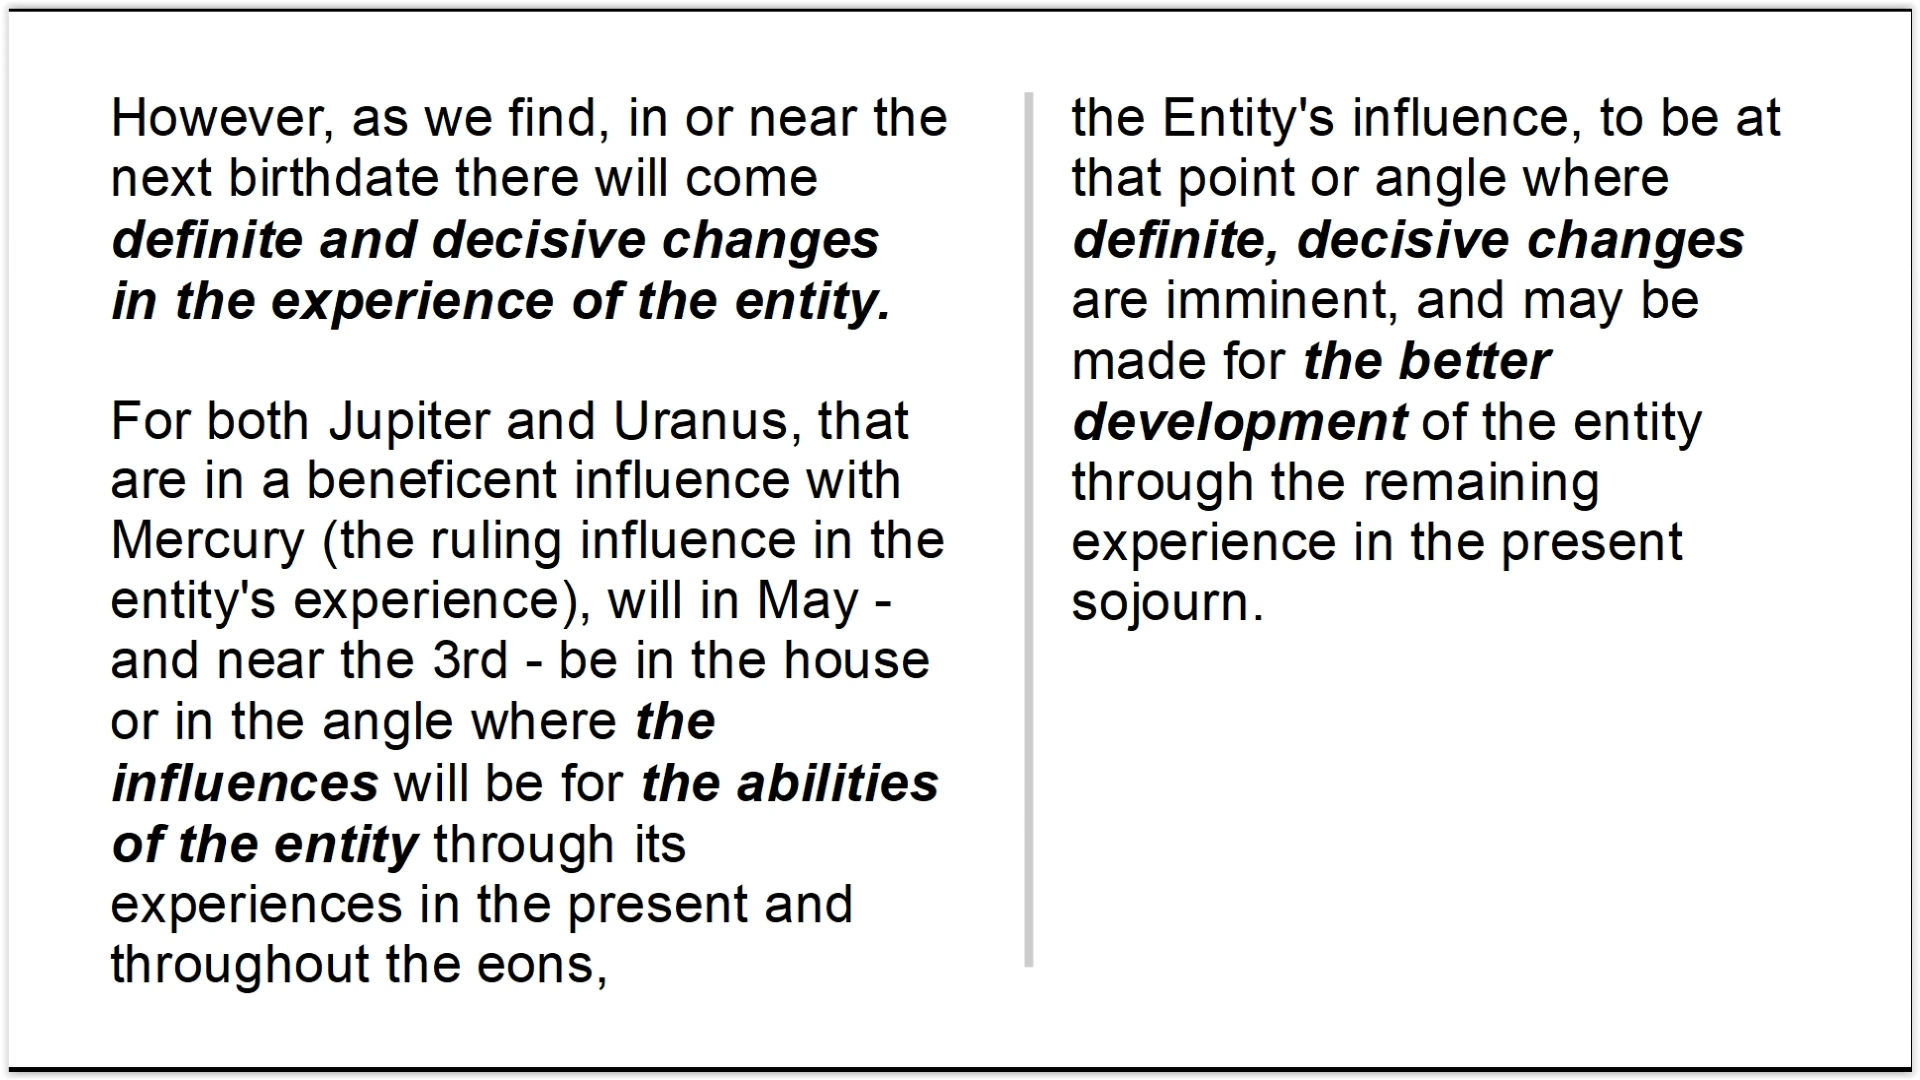 However, as we find, in or near the
next birthdate there will come
definite and decisive changes
in the experience of the entity.
For both Jupiter and Uranus, that
are in a beneficent influence with
Mercury (the ruling influence in the
entity's experience), will in May -
and near the 3rd - be in the house
or in the angle where the
influences will be for the abilities
of the entity through its
experiences in the present and
throughout the eons,
the Entity's influence, to be at
that point or angle where
definite, decisive changes
are imminent, and may be
made for the better
development of the entity
through the remaining
experience in the present
sojourn.